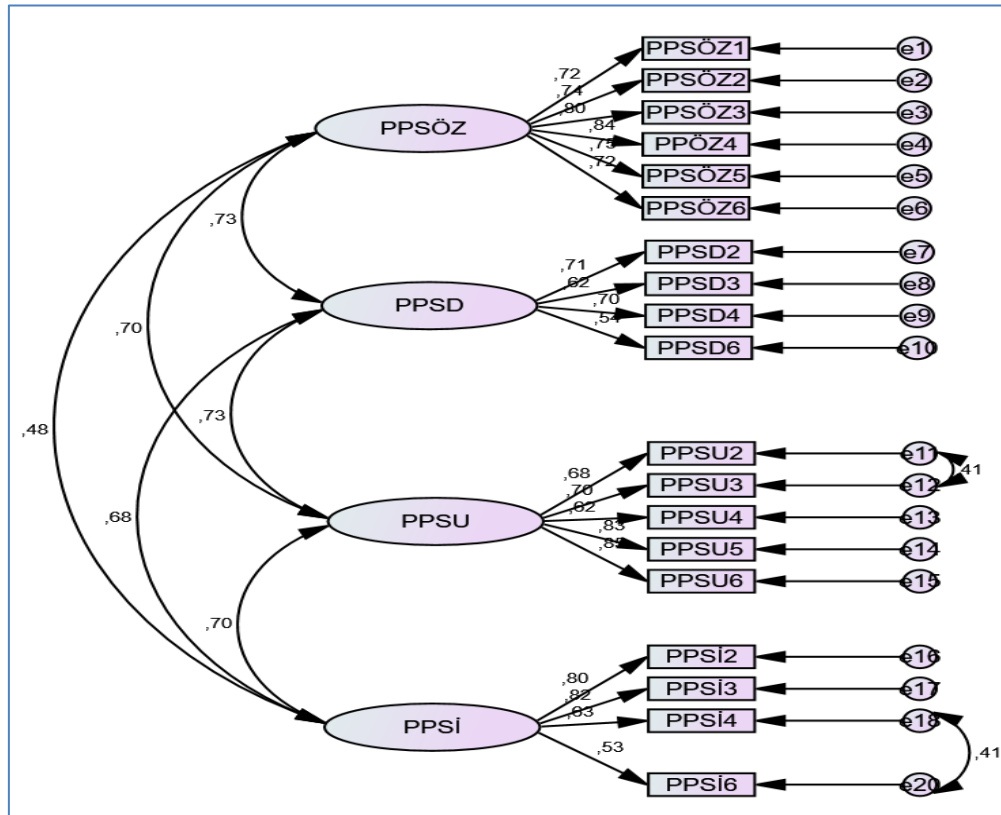 PPSÖZ
PPSÖZ1
e1
,72
PPSÖZ2
e2
,74
PPSÖZ3
e3
,80
PPÖZ4
e4
,84
PPSÖZ5
e5
,75
PPSÖZ6
e6
,72
,73
PPSD
PPSD2
e7
,71
PPSD3
e8
,62
PPSD4
e9
,70
PPSD6
e10
,54
,70
,73
,48
,68
PPSU
PPSU2
e11
,68
,41
PPSU3
e12
,70
PPSU4
e13
,62
PPSU5
e14
,83
PPSU6
e15
,85
,70
PPSİ
PPSİ2
e16
,80
PPSİ3
e17
,82
PPSİ4
e18
,63
,41
PPSİ6
e20
,53